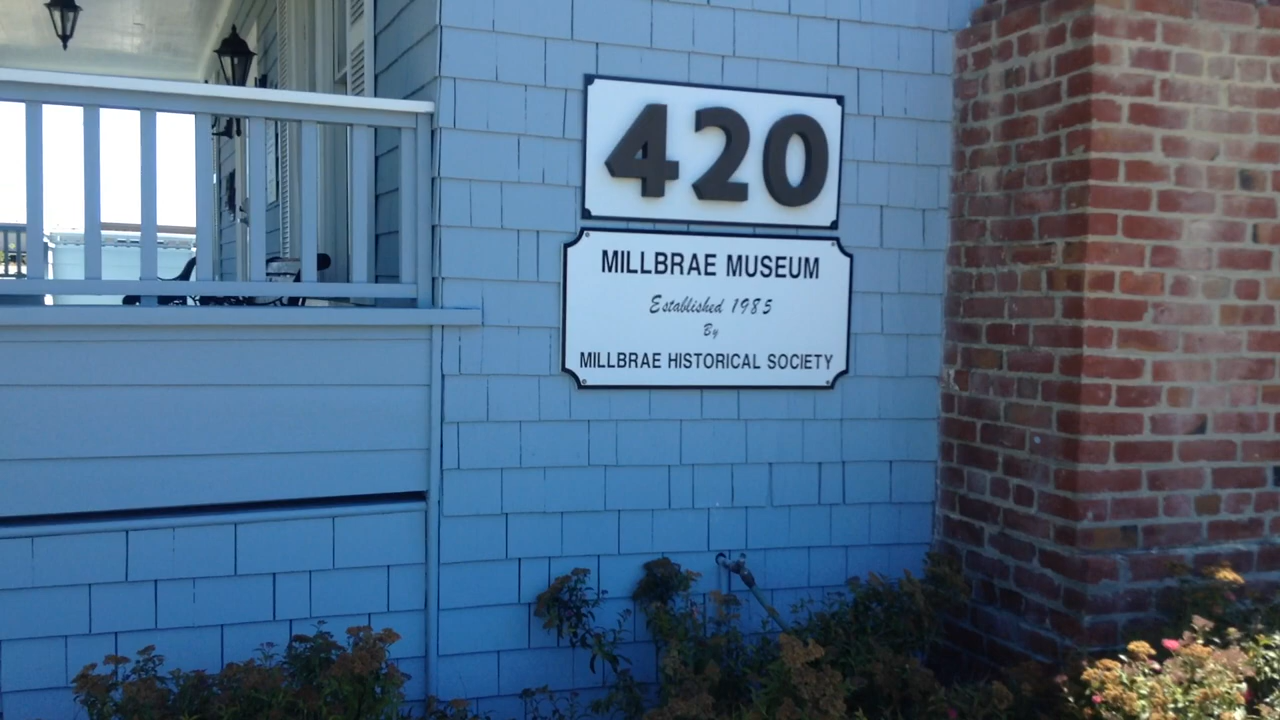 420
MILLBRAE MUSEUM
Established 1985
By
MILLBRAE HISTORICAL SOCIETY